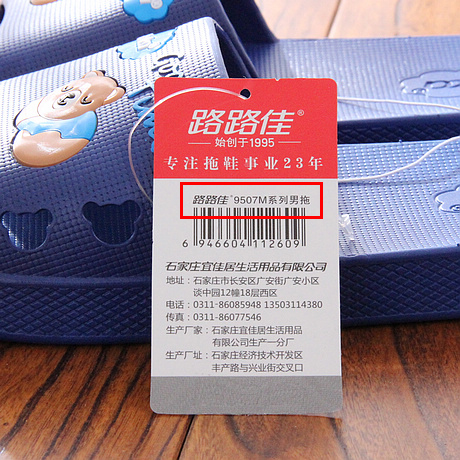 路路佳®
始创于1995
专注拖鞋事业23年
路路佳®9507M系列男拖
6 946604 112609
石家庄宜佳居生活用品有限公司
地址：石家庄市长安区广安街广安小区
谈中园12幢18层西区
电话：0311-86085948 13503114380
传真：0311-86077546
生产厂家：石家庄宜佳居生活用品
有限公司生产一分厂
生产厂址：石家庄经济技术开发区
丰产路与兴业街交叉口